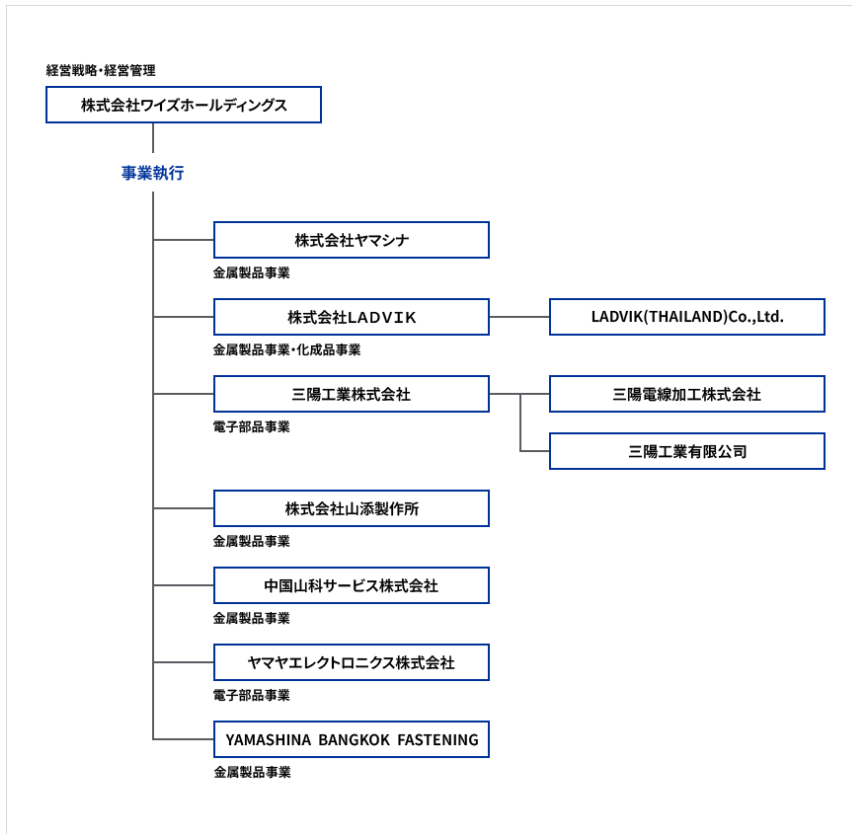 経営戦略・経営管理
株式会社ワイズホールディングス
事業執行
株式会社ヤマシナ
金属製品事業
株式会社LADVIK
LADVIK(THAILAND)Co.,Ltd.
金属製品事業・化成品事業
三陽工業株式会社
三陽電線加工株式会社
電子部品事業
三陽工業有限公司
株式会社山添製作所
金属製品事業
中国山科サービス株式会社
金属製品事業
ヤマヤエレクトロニクス株式会社
電子部品事業
YAMASHINA BANGKOK FASTENING
金属製品事業